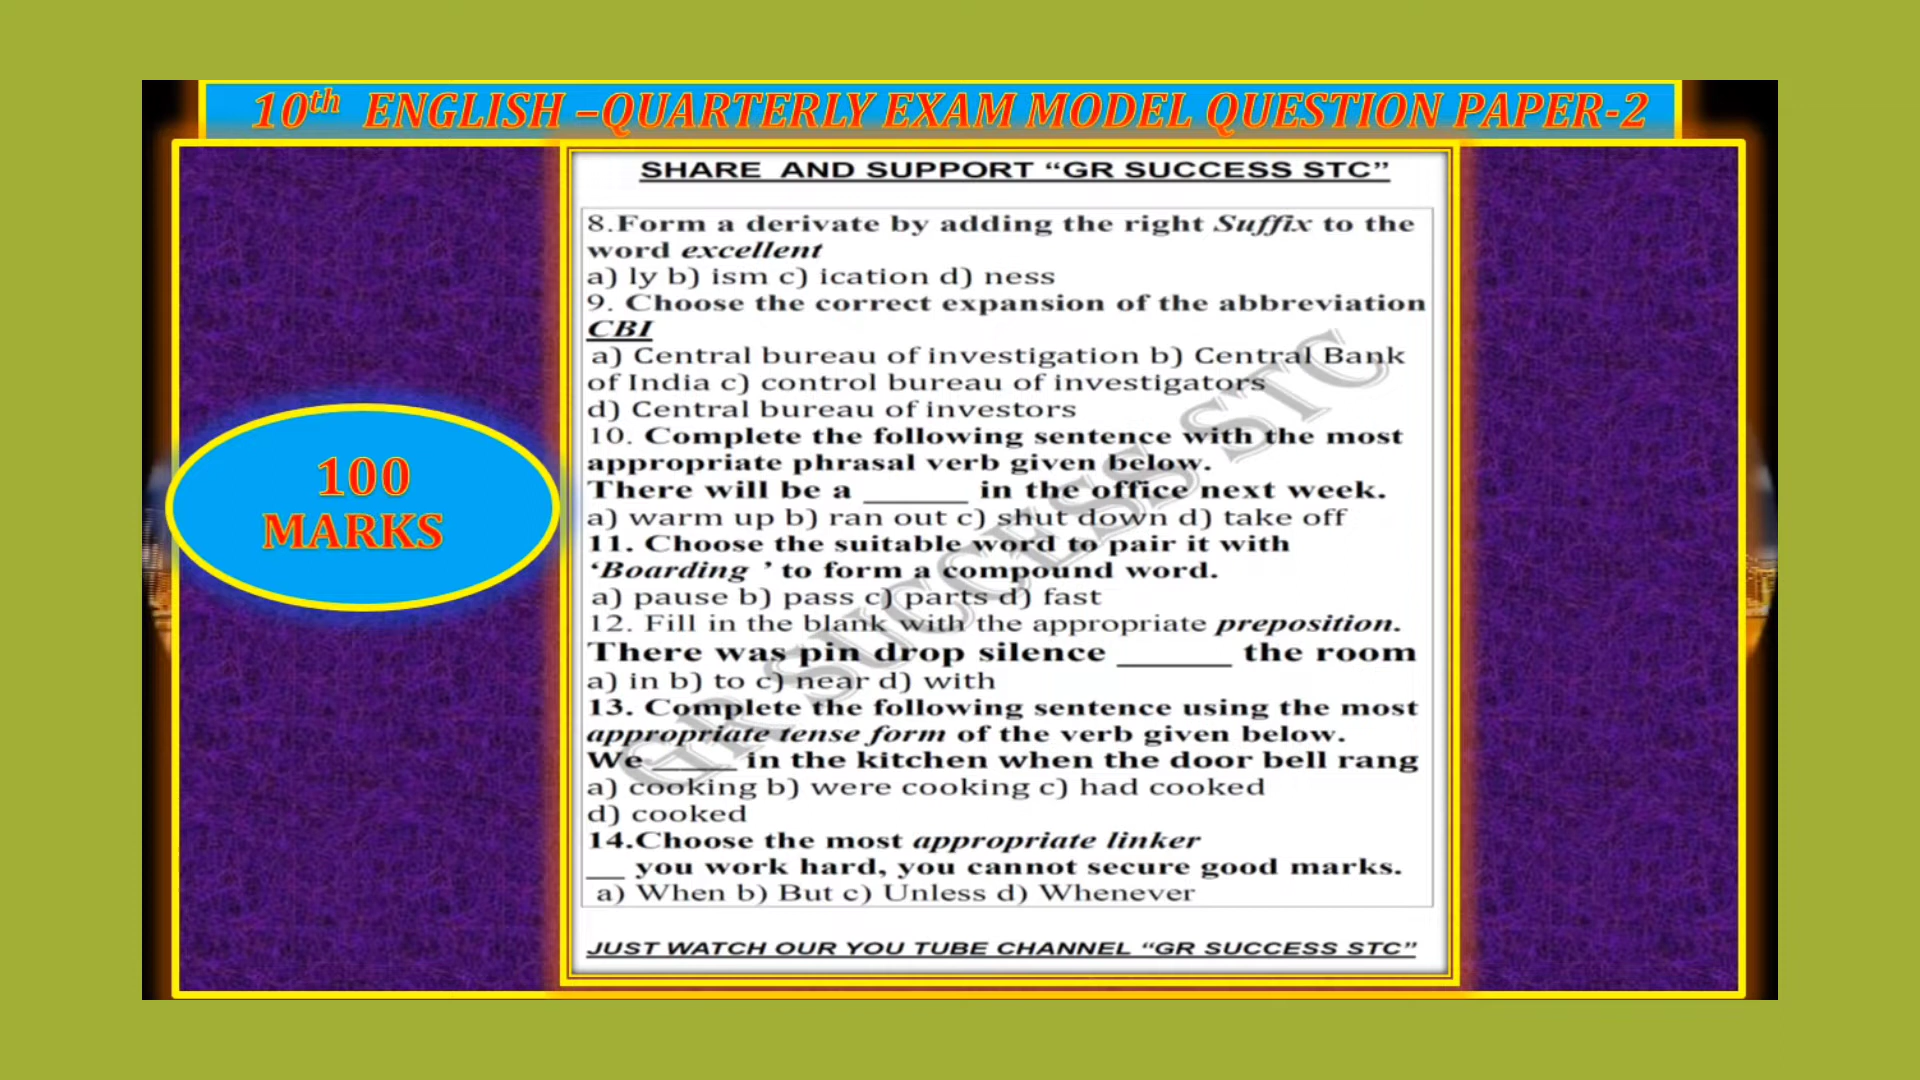 10th ENGLISH –QUARTERLY EXAM MODEL QUESTION PAPER-2
100
MARKS
SHARE AND SUPPORT “GR SUCCESS STC”
8.Form a derivate by adding the right Suffix to the
word excellent
a) ly b) ism c) ication d) ness
9. Choose the correct expansion of the abbreviation
CBI
a) Central bureau of investigation b) Central Bank
of India c) control bureau of investigators
d) Central bureau of investors
10. Complete the following sentence with the most
appropriate phrasal verb given below.
There will be a ______ in the office next week.
a) warm up b) ran out c) shut down d) take off
11. Choose the suitable word to pair it with
‘Boarding ’ to form a compound word.
a) pause b) pass c) parts d) fast
12. Fill in the blank with the appropriate preposition.
There was pin drop silence ______ the room
a) in b) to c) near d) with
13. Complete the following sentence using the most
appropriate tense form of the verb given below.
We _____ in the kitchen when the door bell rang
a) cooking b) were cooking c) had cooked
d) cooked
14.Choose the most appropriate linker
__ you work hard, you cannot secure good marks.
a) When b) But c) Unless d) Whenever
GR SUCCESS STC
JUST WATCH OUR YOU TUBE CHANNEL “GR SUCCESS STC”